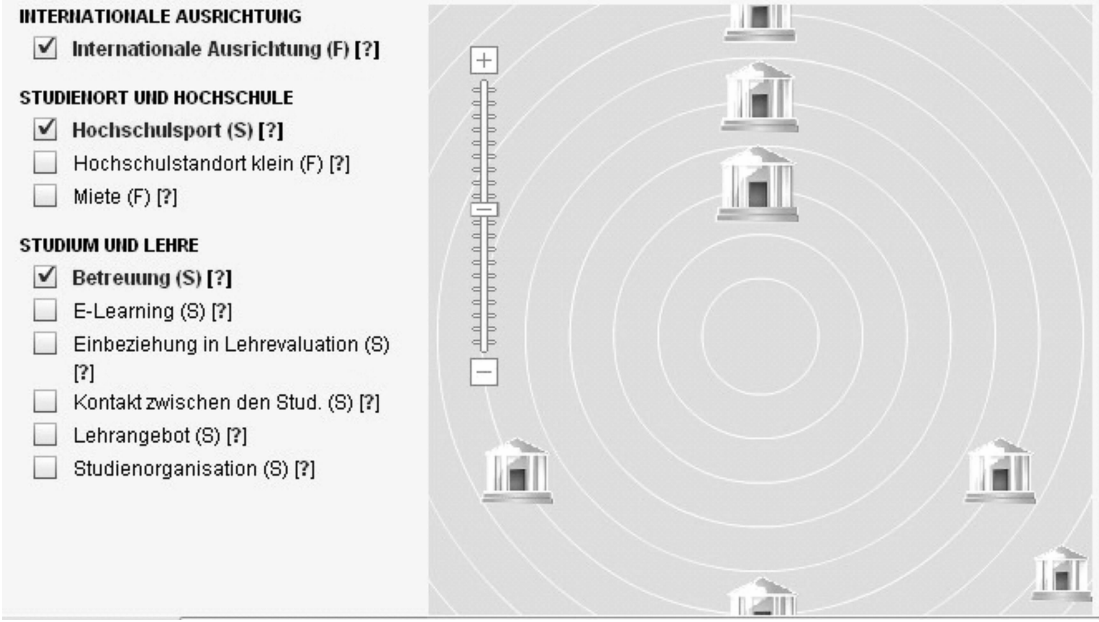 INTERNATIONALE AUSRICHTUNG
Internationale Ausrichtung (F) [?]
STUDIENORT UND HOCHSCHULE
Hochschulsport (S) [?]
Hochschulstandort klein (F) [?]
Miete (F) [?]
STUDIUM UND LEHRE
Betreuung (S) [?]
E-Learning (S) [?]
Einbeziehung in Lehrevaluation (S)
[?]
Kontakt zwischen den Stud. (S) [?]
Lehrangebot (S) [?]
Studienorganisation (S) [?]